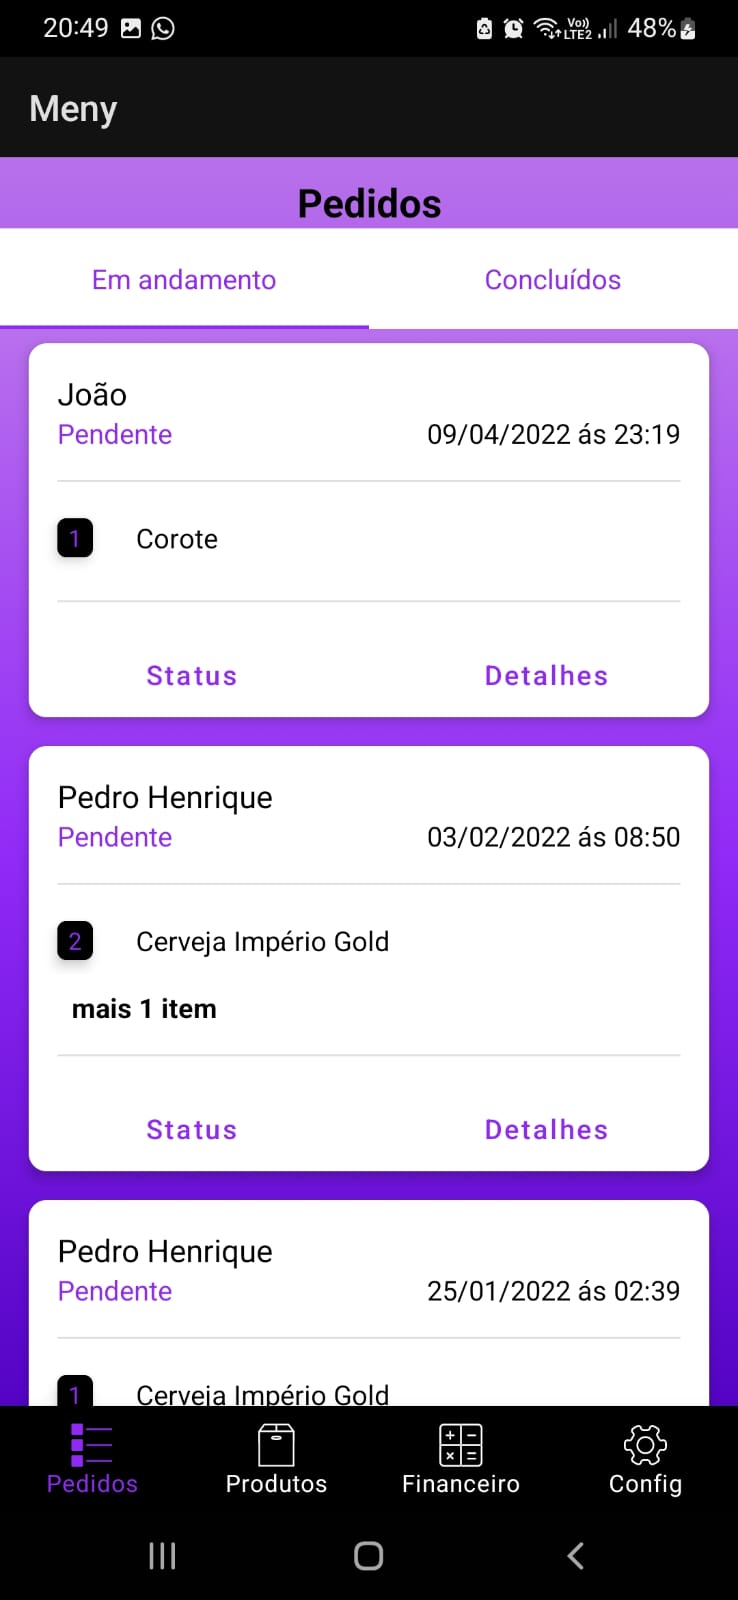 20:49 Vo)) LTE2 48%
Meny
Pedidos
Em andamento Concluídos
João
Pendente 09/04/2022 ás 23:19
1 Corote
Status Detalhes
Pedro Henrique
Pendente 03/02/2022 ás 08:50
2 Cerveja Império Gold
mais 1 item
Status Detalhes
Pedro Henrique
Pendente 25/01/2022 ás 02:39
1 Cerveja Império Gold
Pedidos Produtos Financeiro Config